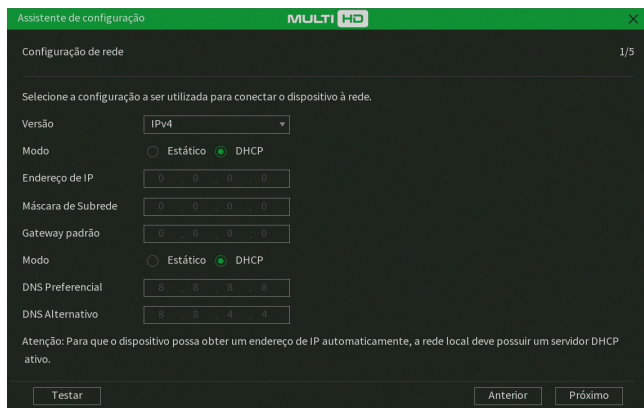 Assistente de configuração MULTI HD
Configuração de rede 1/5
Selecione a configuração a ser utilizada para conectar o dispositivo à rede.
Versão IPv4
Modo Estático DHCP
Endereço de IP 0 . 0 . 0 . 0
Máscara de Subrede 0 . 0 . 0 . 0
Gateway padrão 0 . 0 . 0 . 0
Modo Estático DHCP
DNS Preferencial 8 . 8 . 8 . 8
DNS Alternativo 8 . 8 . 4 . 4
Atenção: Para que o dispositivo possa obter um endereço de IP automaticamente, a rede local deve possuir um servidor DHCP
ativo.
Testar Anterior Próximo